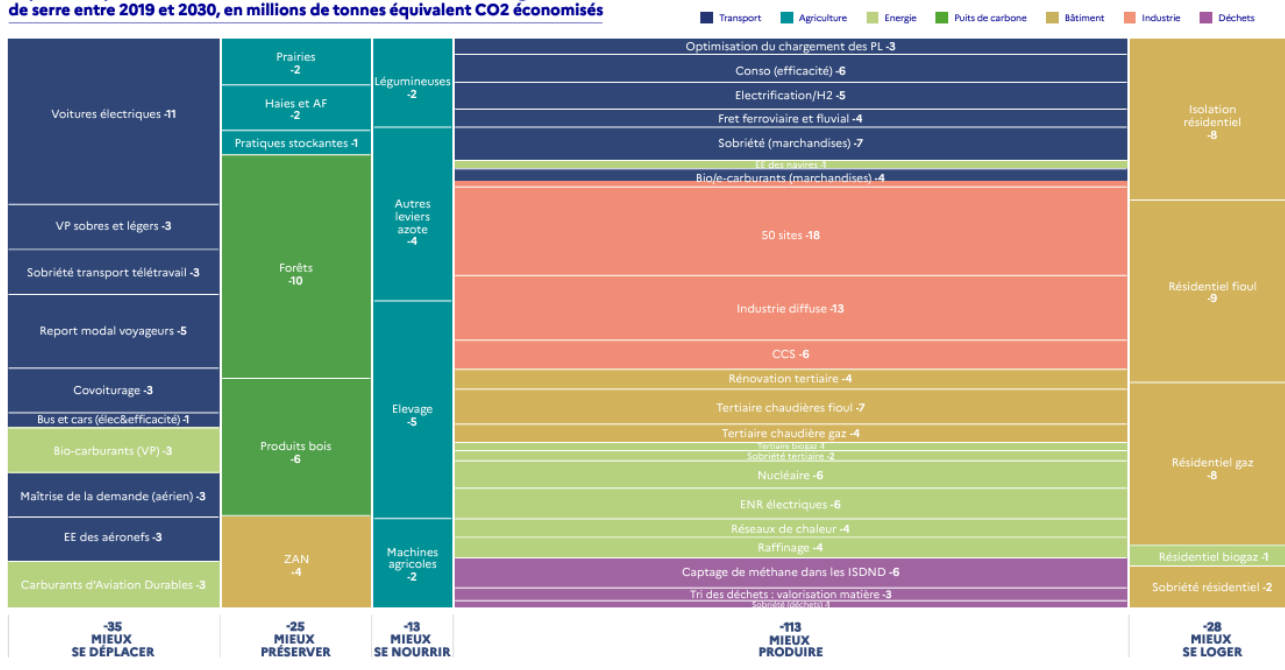 de serre entre 2019 et 2030, en millions de tonnes équivalent CO2 économisés
Transport
Agriculture
Energie
Puits de carbone
Bâtiment
Industrie
Déchets
Voitures électriques -11
VP sobres et légers -3
Sobriété transport télétravail -3
Report modal voyageurs -5
Covoiturage -3
Bus et cars (élec&efficacité) -1
Bio-carburants (VP) -3
Maîtrise de la demande (aérien) -3
EE des aéronefs -3
Carburants d'Aviation Durables -3
-35
MIEUX
SE DÉPLACER
Prairies
-2
Haies et AF
-2
Pratiques stockantes -1
Forêts
-10
Produits bois
-6
ZAN
-4
-25
MIEUX
PRÉSERVER
Légumineuses
-2
Autres
leviers
azote
-4
Elevage
-5
Machines
agricoles
-2
-13
MIEUX
SE NOURRIR
Optimisation du chargement des PL -3
Conso (efficacité) -6
Electrification/H2 -5
Fret ferroviaire et fluvial -4
Sobriété (marchandises) -7
EE des navires -1
Bio/e-carburants (marchandises) -4
50 sites -18
Industrie diffuse -13
CCS -6
Rénovation tertiaire -4
Tertiaire chaudières fioul -7
Tertiaire chaudière gaz -4
Tertiaire biogaz -1
Sobriété tertiaire -2
Nucléaire -6
ENR électriques -6
Réseaux de chaleur -4
Raffinage -4
Captage de méthane dans les ISDND -6
Tri des déchets : valorisation matière -3
Sobriété (déchets) -1
-113
MIEUX
PRODUIRE
Isolation
résidentiel
-8
Résidentiel fioul
-9
Résidentiel gaz
-8
Résidentiel biogaz -1
Sobriété résidentiel -2
-28
MIEUX
SE LOGER